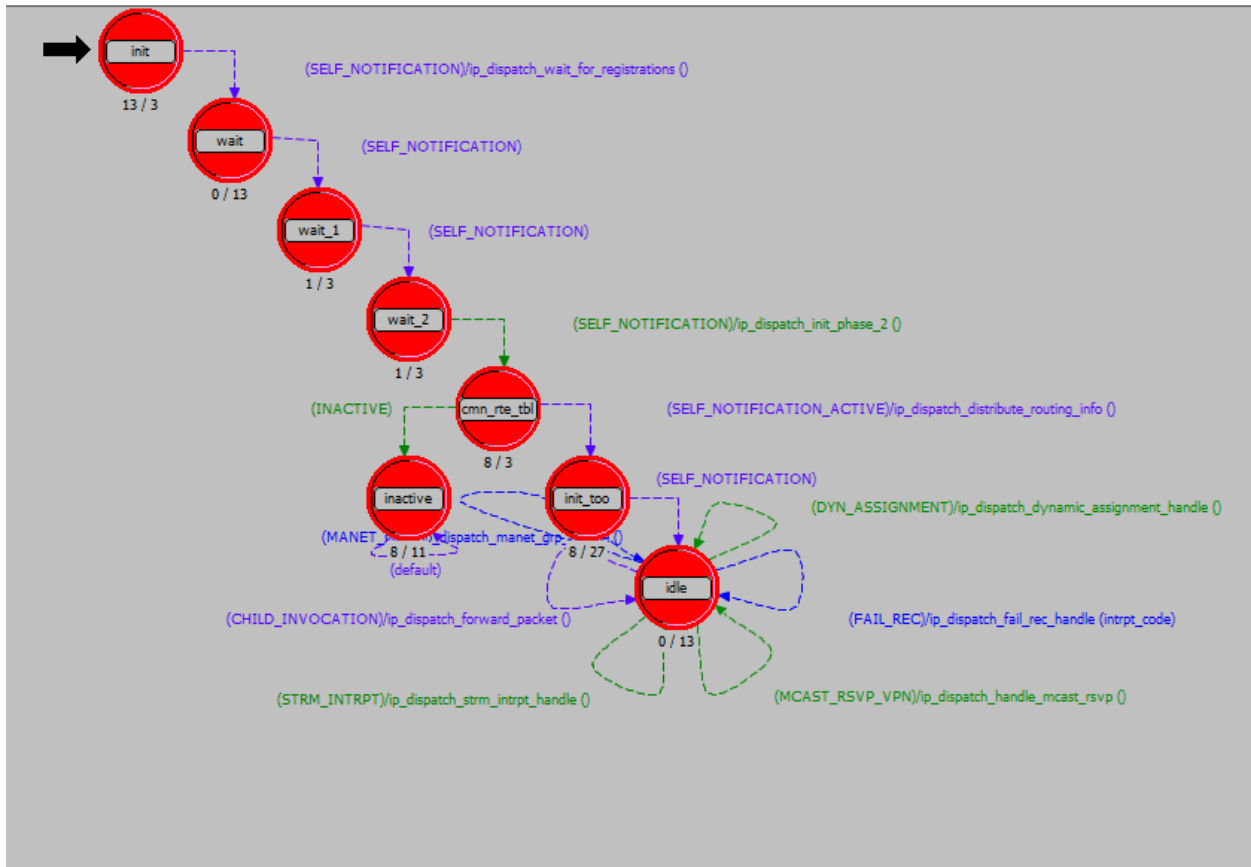 init
(SELF_NOTIFICATION)/ip_dispatch_wait_for_registrations ()
13 / 3
wait
(SELF_NOTIFICATION)
0 / 13
wait_1
(SELF_NOTIFICATION)
1 / 3
wait_2
(SELF_NOTIFICATION)/ip_dispatch_init_phase_2 ()
1 / 3
(INACTIVE)
cmn_rte_tbl
(SELF_NOTIFICATION_ACTIVE)/ip_dispatch_distribute_routing_info ()
8 / 3
(SELF_NOTIFICATION)
inactive
init_too
(DYN_ASSIGNMENT)/ip_dispatch_dynamic_assignment_handle ()
(MANET_ _dispatch_manet_grp ()
8 / 11
8 / 27
(default)
idle
(CHILD_INVOCATION)/ip_dispatch_forward_packet ()
(FAIL_REC)/ip_dispatch_fail_rec_handle (intrpt_code)
0 / 13
(STRM_INTRPT)/ip_dispatch_strm_intrpt_handle ()
(MCAST_RSVP_VPN)/ip_dispatch_handle_mcast_rsvp ()